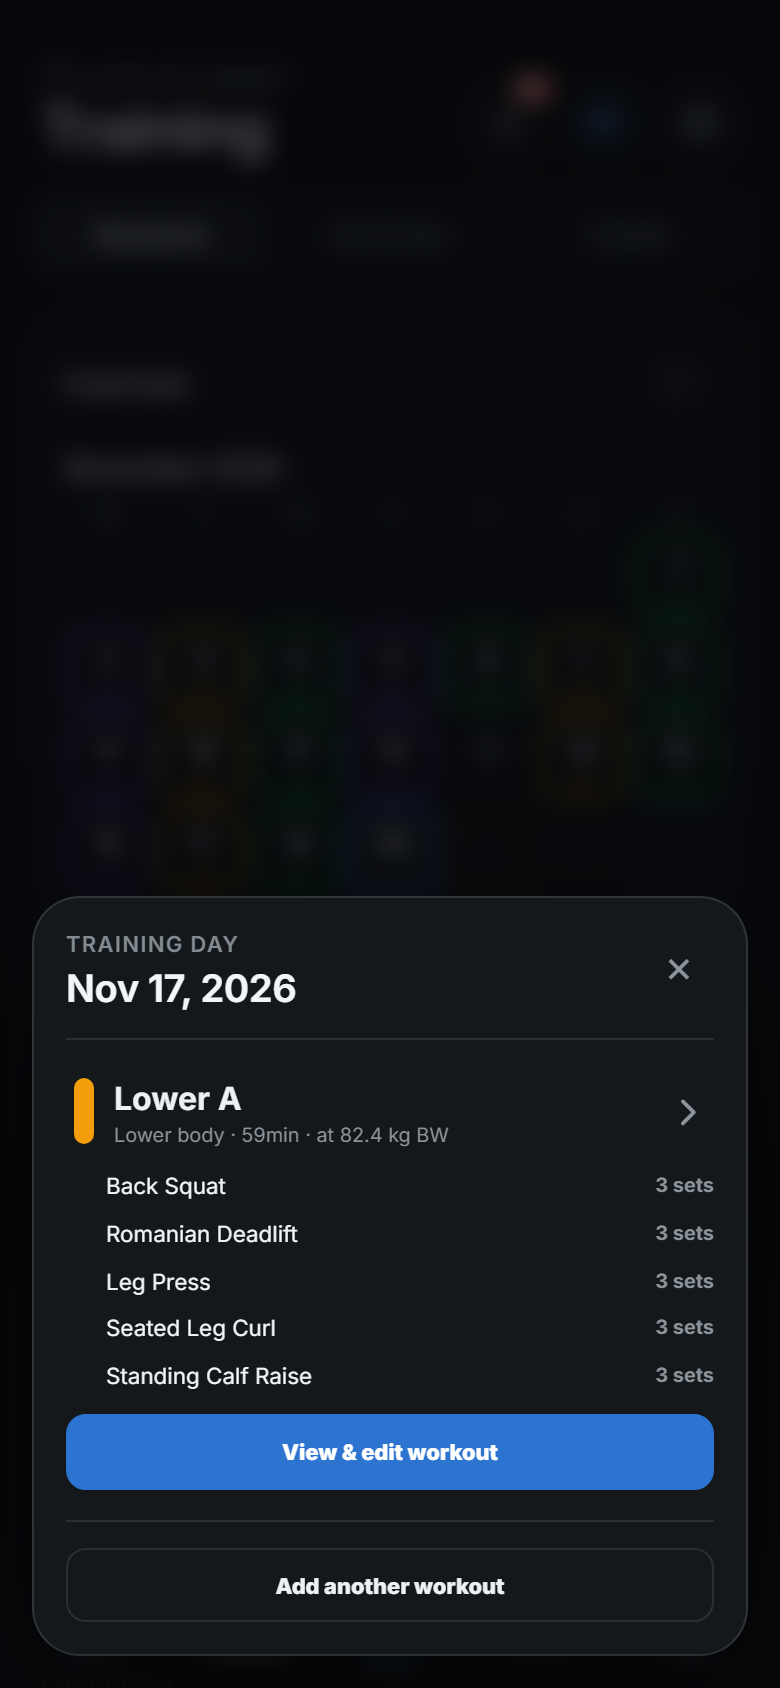 Training
TRAINING DAY
Nov 17, 2026
Lower A
Lower body · 59min · at 82.4 kg BW
Back Squat 3 sets
Romanian Deadlift 3 sets
Leg Press 3 sets
Seated Leg Curl 3 sets
Standing Calf Raise 3 sets
View & edit workout
Add another workout